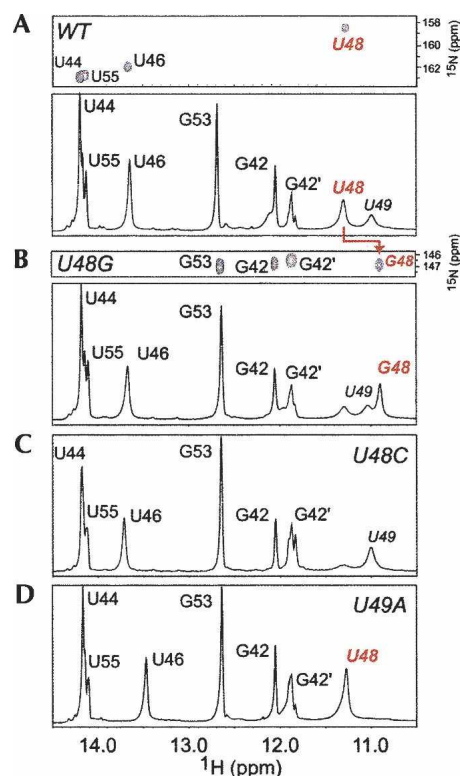 A
WT
U44
U55
U46
U48
158
160
162
15N (ppm)
U44
U55
U46
G53
G42
G42'
U48
U49
B
U48G
G53
G42
G42'
G48
146
147
15N (ppm)
U44
U55
U46
G53
G42
G42'
U49
G48
C
U48C
U44
U55
U46
G53
G42
G42'
U49
D
U49A
U44
U55
U46
G53
G42
G42'
U48
14.0 13.0 12.0 11.0
1H (ppm)